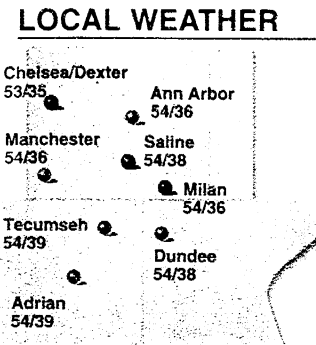 LOCAL WEATHER
Chelsea/Dexter
53/35
Ann Arbor
54/36
Manchester
54/36
Saline
54/38
Milan
54/36
Tecumseh
54/39
Dundee
54/38
Adrian
54/39